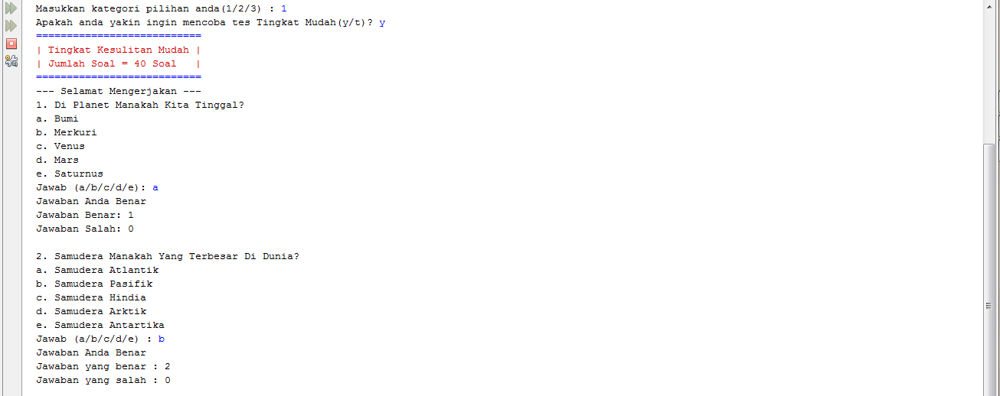 Masukkan kategori pilihan anda(1/2/3) : 1
Apakah anda yakin ingin mencoba tes Tingkat Mudah(y/t)? y
===========================
| Tingkat Kesulitan Mudah |
| Jumlah Soal = 40 Soal   |
===========================
--- Selamat Mengerjakan ---
1. Di Planet Manakah Kita Tinggal?
a. Bumi
b. Merkuri
c. Venus
d. Mars
e. Saturnus
Jawab (a/b/c/d/e): a
Jawaban Anda Benar
Jawaban Benar: 1
Jawaban Salah: 0

2. Samudera Manakah Yang Terbesar Di Dunia?
a. Samudera Atlantik
b. Samudera Pasifik
c. Samudera Hindia
d. Samudera Arktik
e. Samudera Antartika
Jawab (a/b/c/d/e) : b
Jawaban Anda Benar
Jawaban yang benar : 2
Jawaban yang salah : 0